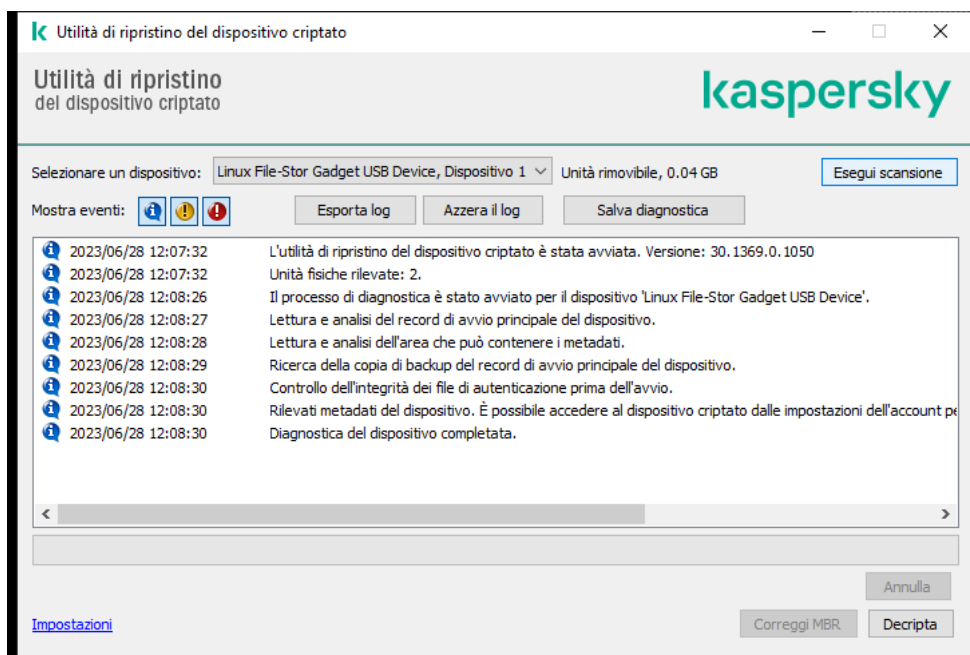 Utilità di ripristino del dispositivo criptato
Utilità di ripristino
del dispositivo criptato
kaspersky
Selezionare un dispositivo: Linux File-Stor Gadget USB Device, Dispositivo 1 Unità rimovibile, 0.04 GB Esegui scansione
Mostra eventi: Esporta log Azzera il log Salva diagnostica
2023/06/28 12:07:32 L'utilità di ripristino del dispositivo criptato è stata avviata. Versione: 30.1369.0.1050
2023/06/28 12:07:32 Unità fisiche rilevate: 2.
2023/06/28 12:08:26 Il processo di diagnostica è stato avviato per il dispositivo 'Linux File-Stor Gadget USB Device'.
2023/06/28 12:08:27 Lettura e analisi del record di avvio principale del dispositivo.
2023/06/28 12:08:28 Lettura e analisi dell'area che può contenere i metadati.
2023/06/28 12:08:29 Ricerca della copia di backup del record di avvio principale del dispositivo.
2023/06/28 12:08:30 Controllo dell'integrità dei file di autenticazione prima dell'avvio.
2023/06/28 12:08:30 Rilevati metadati del dispositivo. È possibile accedere al dispositivo criptato dalle impostazioni dell'account pe
2023/06/28 12:08:30 Diagnostica del dispositivo completata.
Annulla
Impostazioni Correggi MBR Decripta